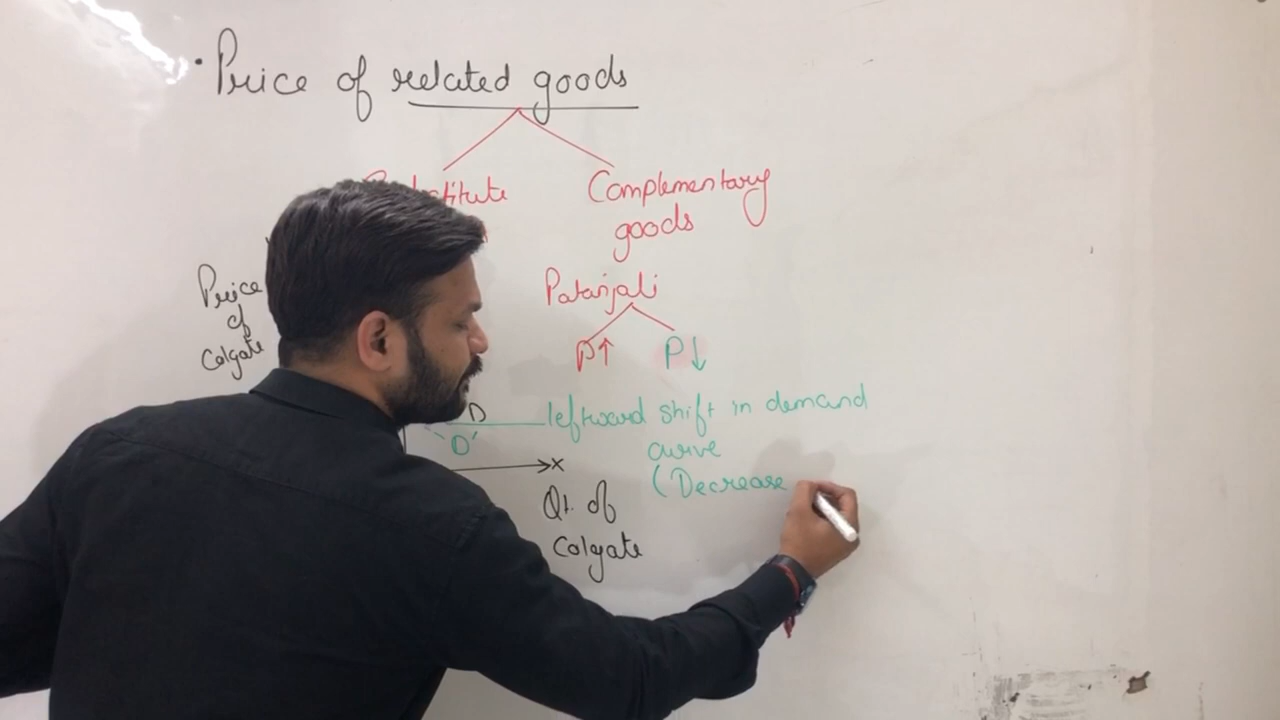 • Price of related goods
Complementary
goods
Price
of
Colgate
Patanjali
P↑ P↓
D
leftward shift in demand
curve
D'
(Decrease
x
Qt. of
Colgate